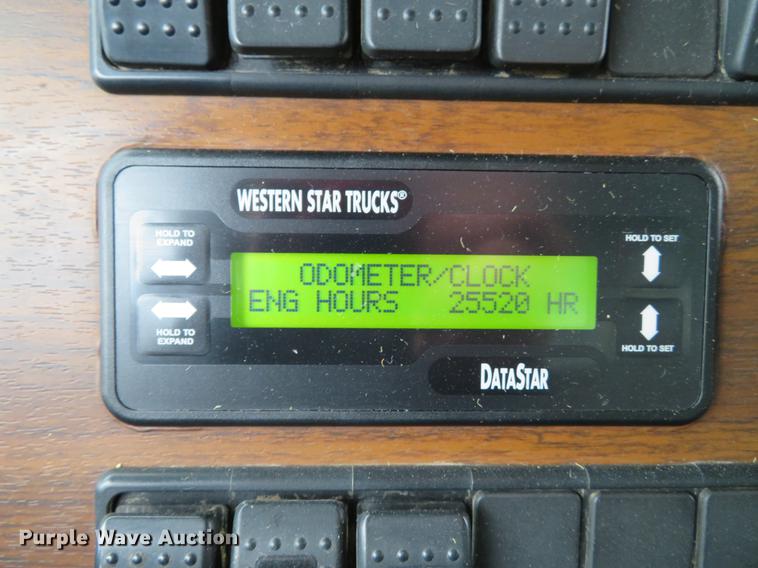 WESTERN STAR TRUCKS®
HOLD TO
EXPAND
HOLD TO SET
ODOMETER/CLOCK
ENG HOURS 25520 HR
HOLD TO
EXPAND
HOLD TO SET
DATASTAR
Purple Wave Auction